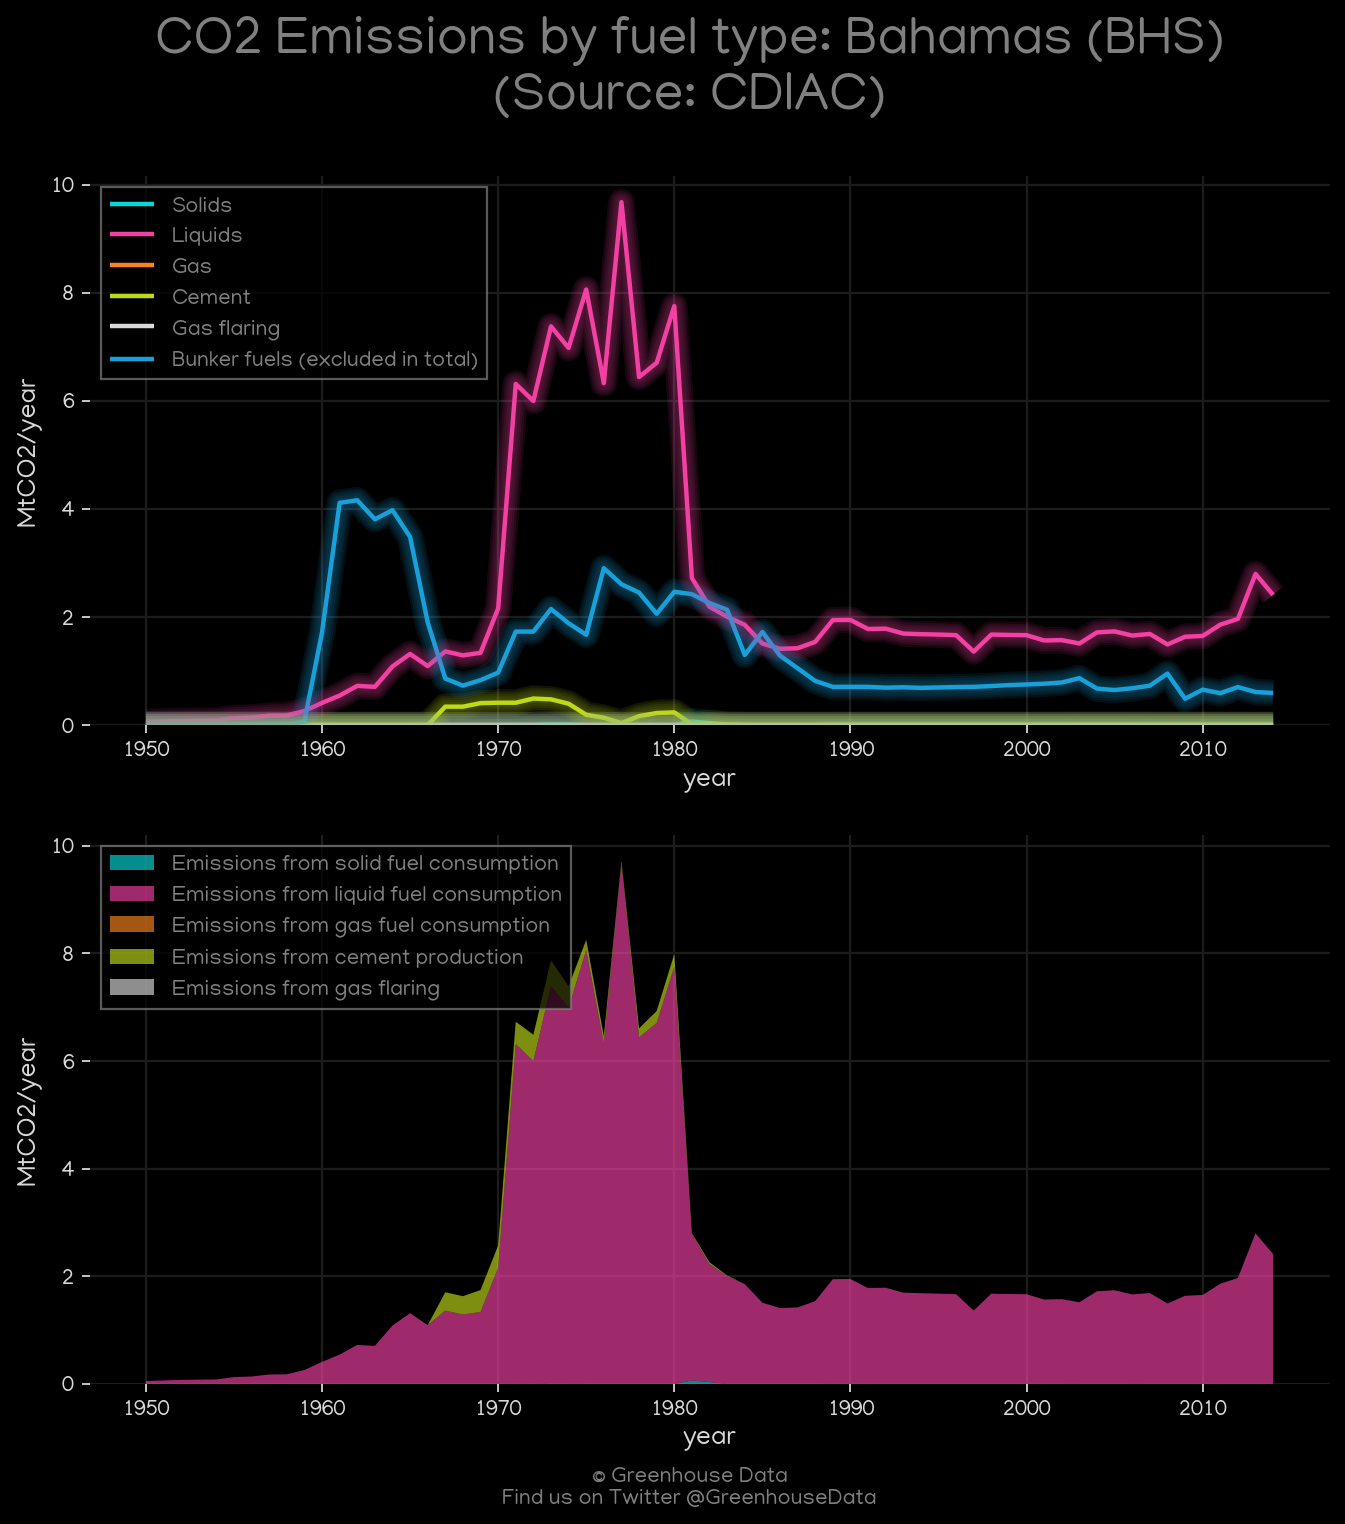 CO2 Emissions by fuel type: Bahamas (BHS)
(Source: CDIAC)
10
8
6
4
2
0
MtCO2/year
Solids
Liquids
Gas
Cement
Gas flaring
Bunker fuels (excluded in total)
1950 1960 1970 1980 1990 2000 2010
year
10
8
6
4
2
0
MtCO2/year
Emissions from solid fuel consumption
Emissions from liquid fuel consumption
Emissions from gas fuel consumption
Emissions from cement production
Emissions from gas flaring
1950 1960 1970 1980 1990 2000 2010
year
© Greenhouse Data
Find us on Twitter @GreenhouseData